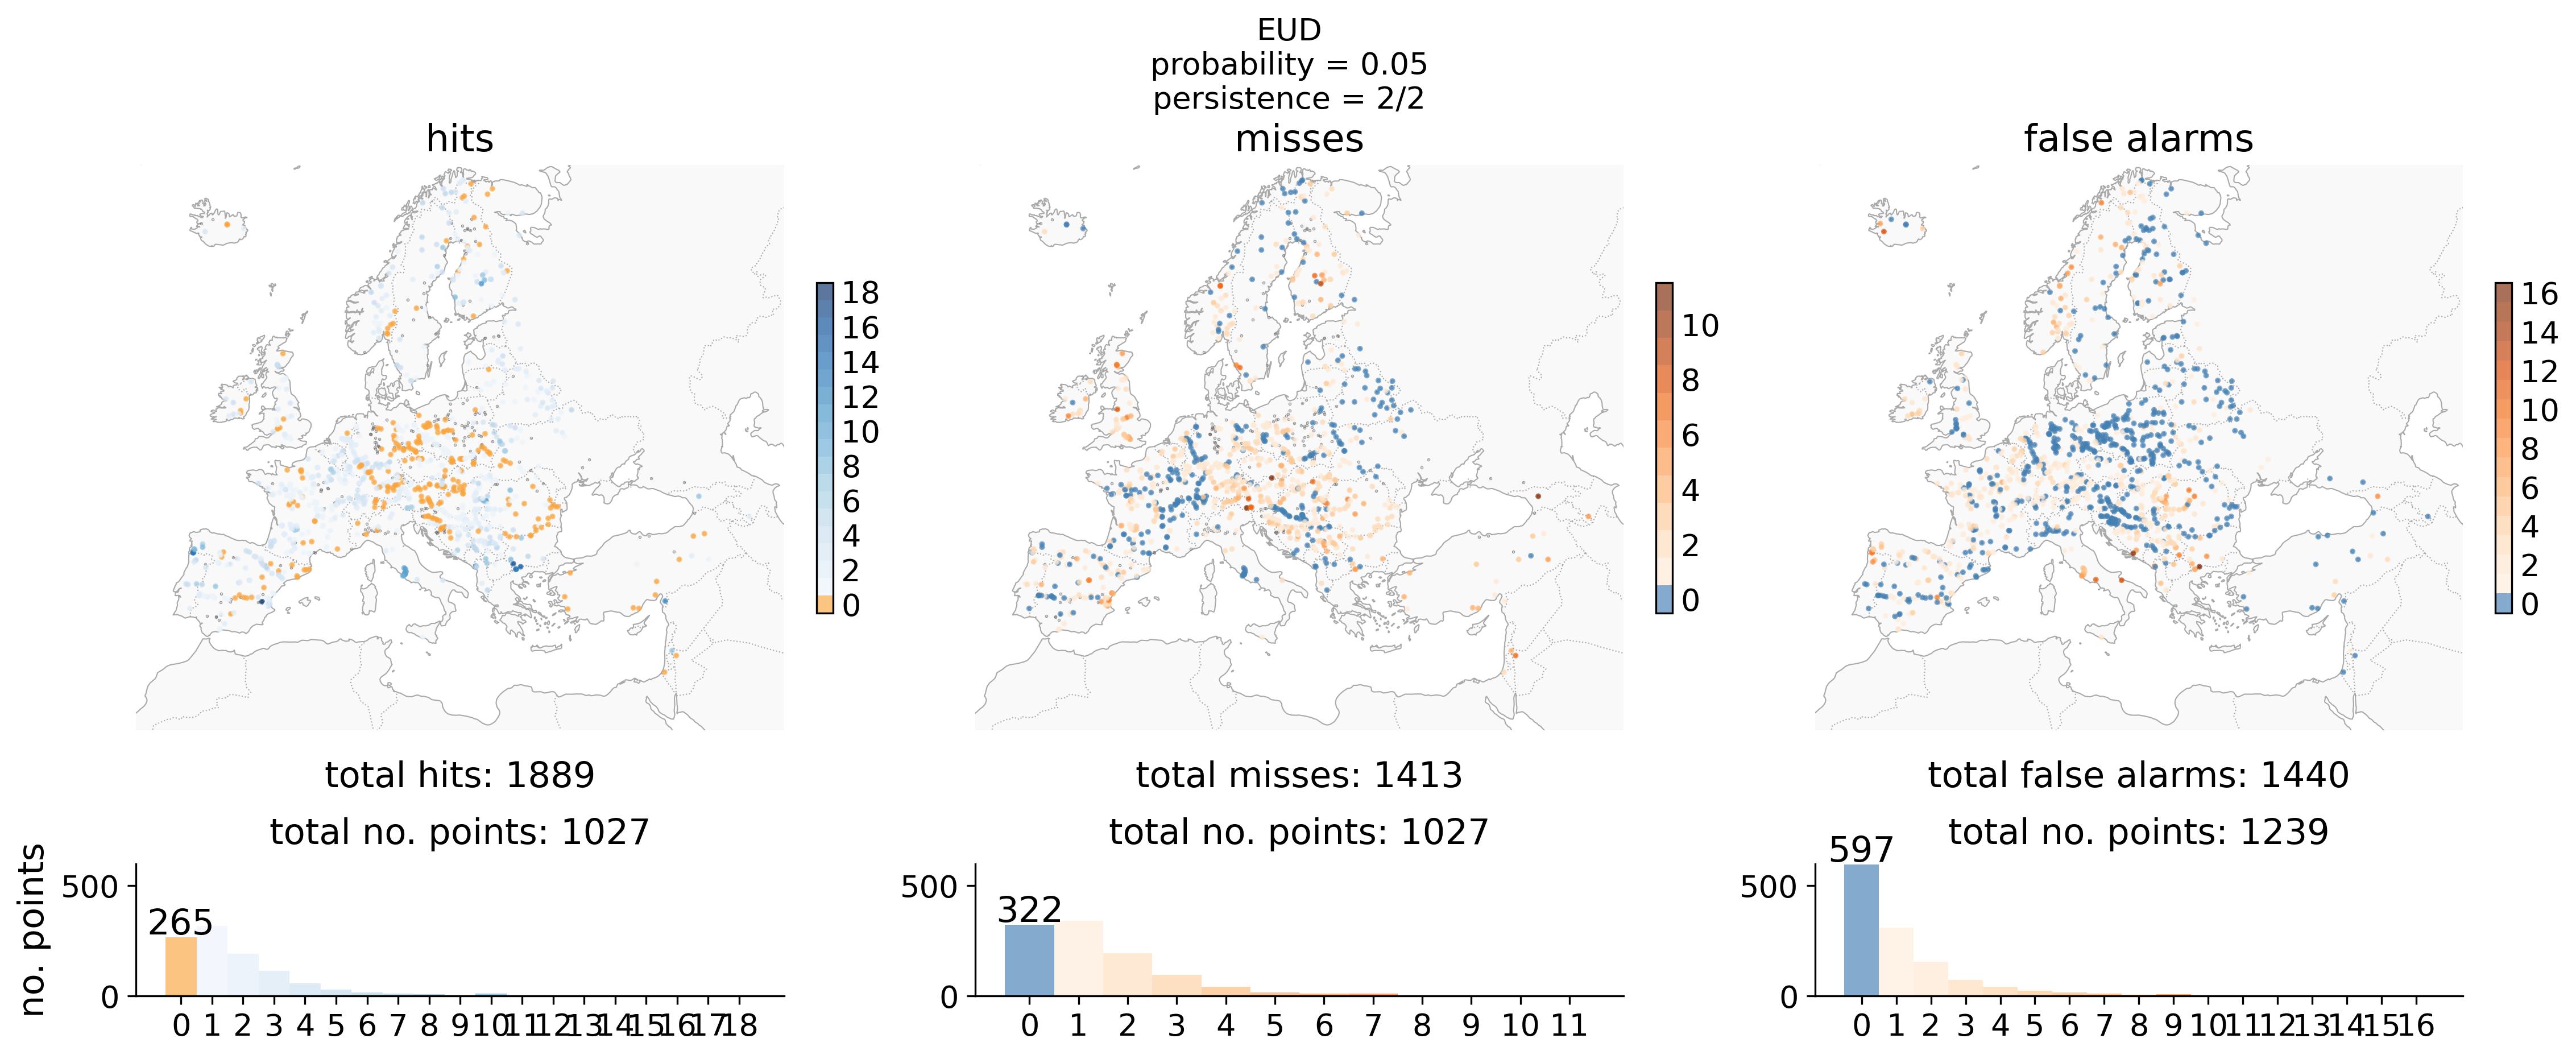 EUD
probability = 0.05
persistence = 2/2
hits
misses
false alarms
18
16
14
12
10
8
6
4
2
0
10
8
6
4
2
0
16
14
12
10
8
6
4
2
0
total hits: 1889
total misses: 1413
total false alarms: 1440
total no. points: 1027
total no. points: 1027
total no. points: 1239
no. points
500
0
265
0 1 2 3 4 5 6 7 8 9 10 11 12 13 14 15 16 17 18
500
0
322
0 1 2 3 4 5 6 7 8 9 10 11
500
0
597
0 1 2 3 4 5 6 7 8 9 10 11 12 13 14 15 16